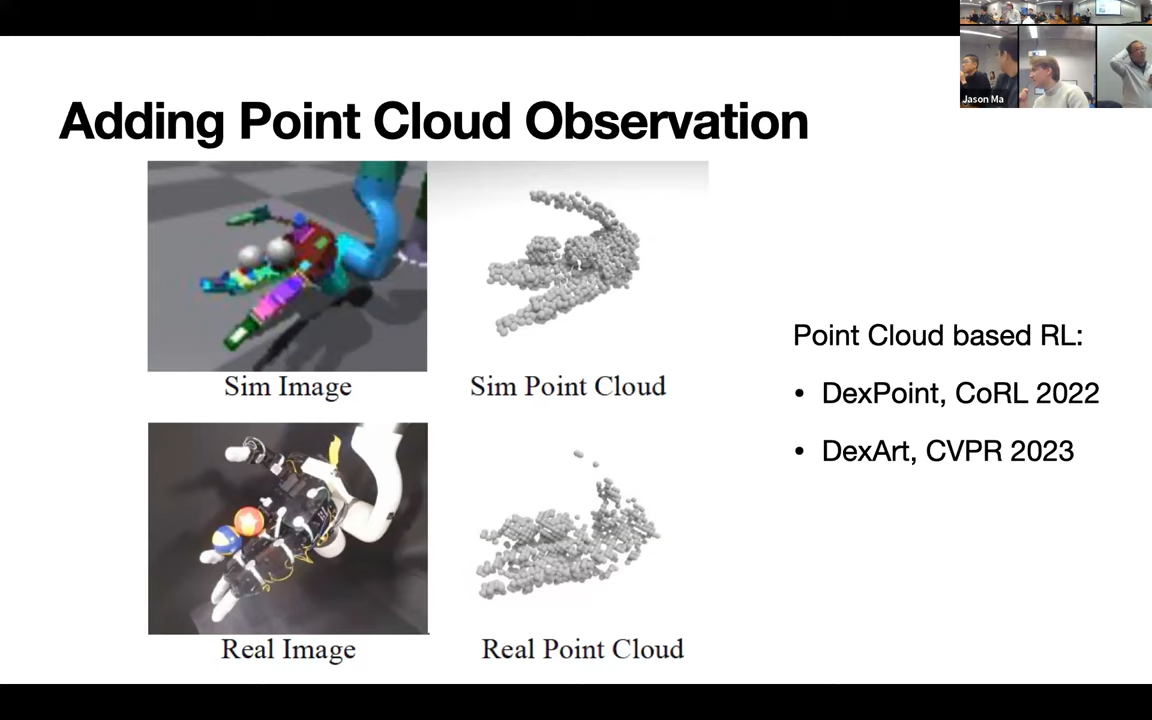 Adding Point Cloud Observation
Jason Ma
Sim Image
Sim Point Cloud
Point Cloud based RL:
• DexPoint, CoRL 2022
• DexArt, CVPR 2023
Real Image
Real Point Cloud